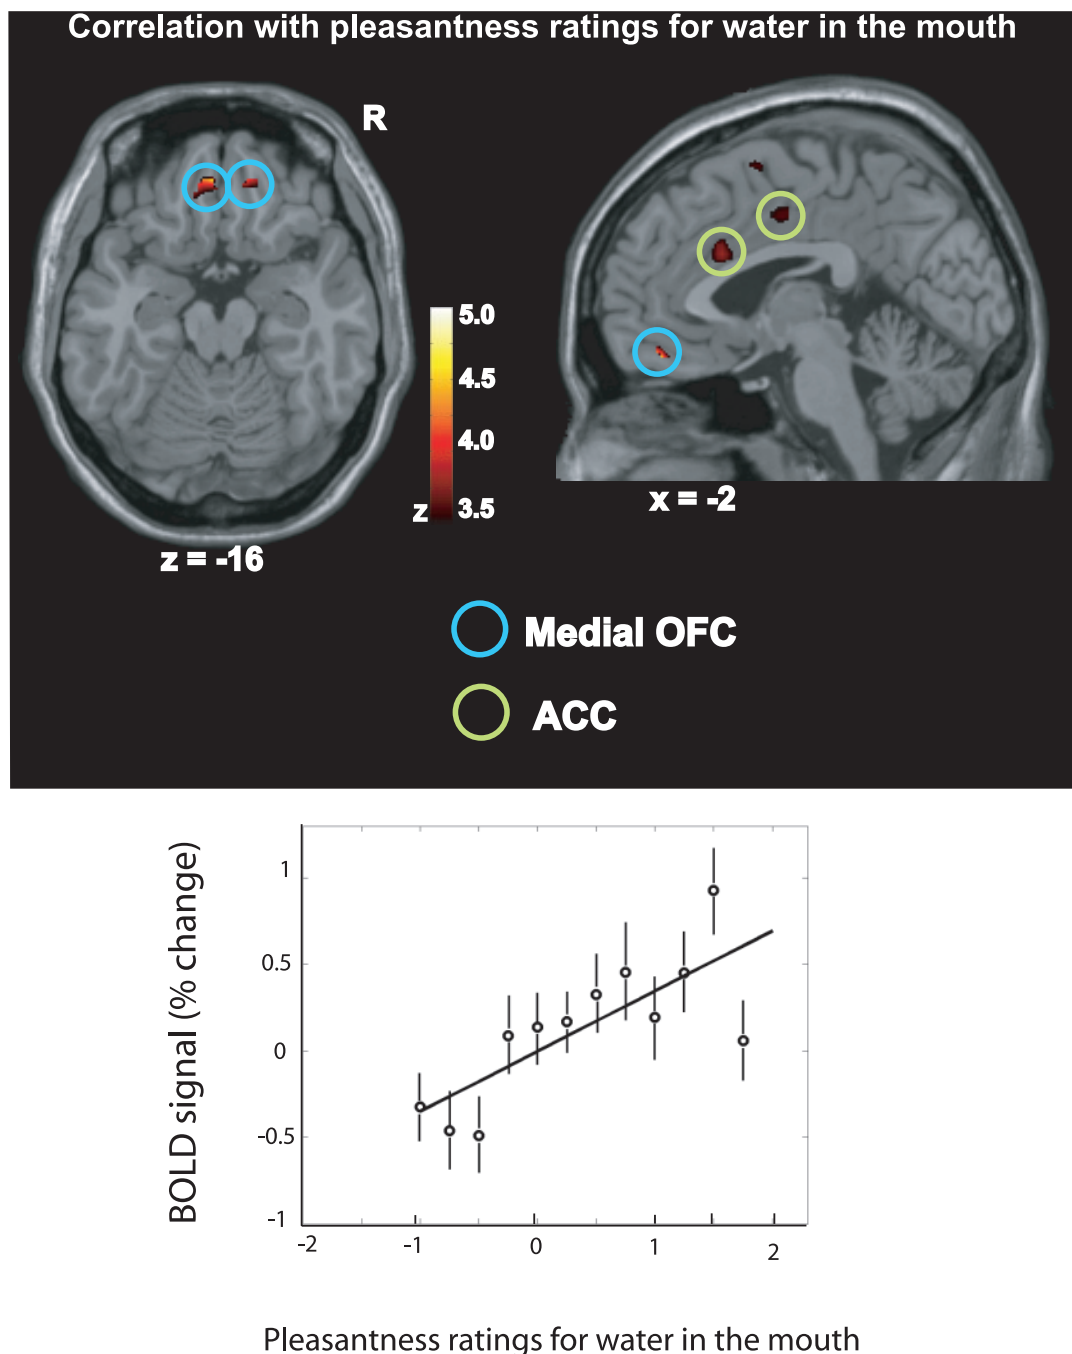 Correlation with pleasantness ratings for water in the mouth
R
5.0
4.5
4.0
z 3.5
z = -16
x = -2
Medial OFC
ACC
BOLD signal (% change)
1
0.5
0
-0.5
-1
-2 -1 0 1 2
Pleasantness ratings for water in the mouth